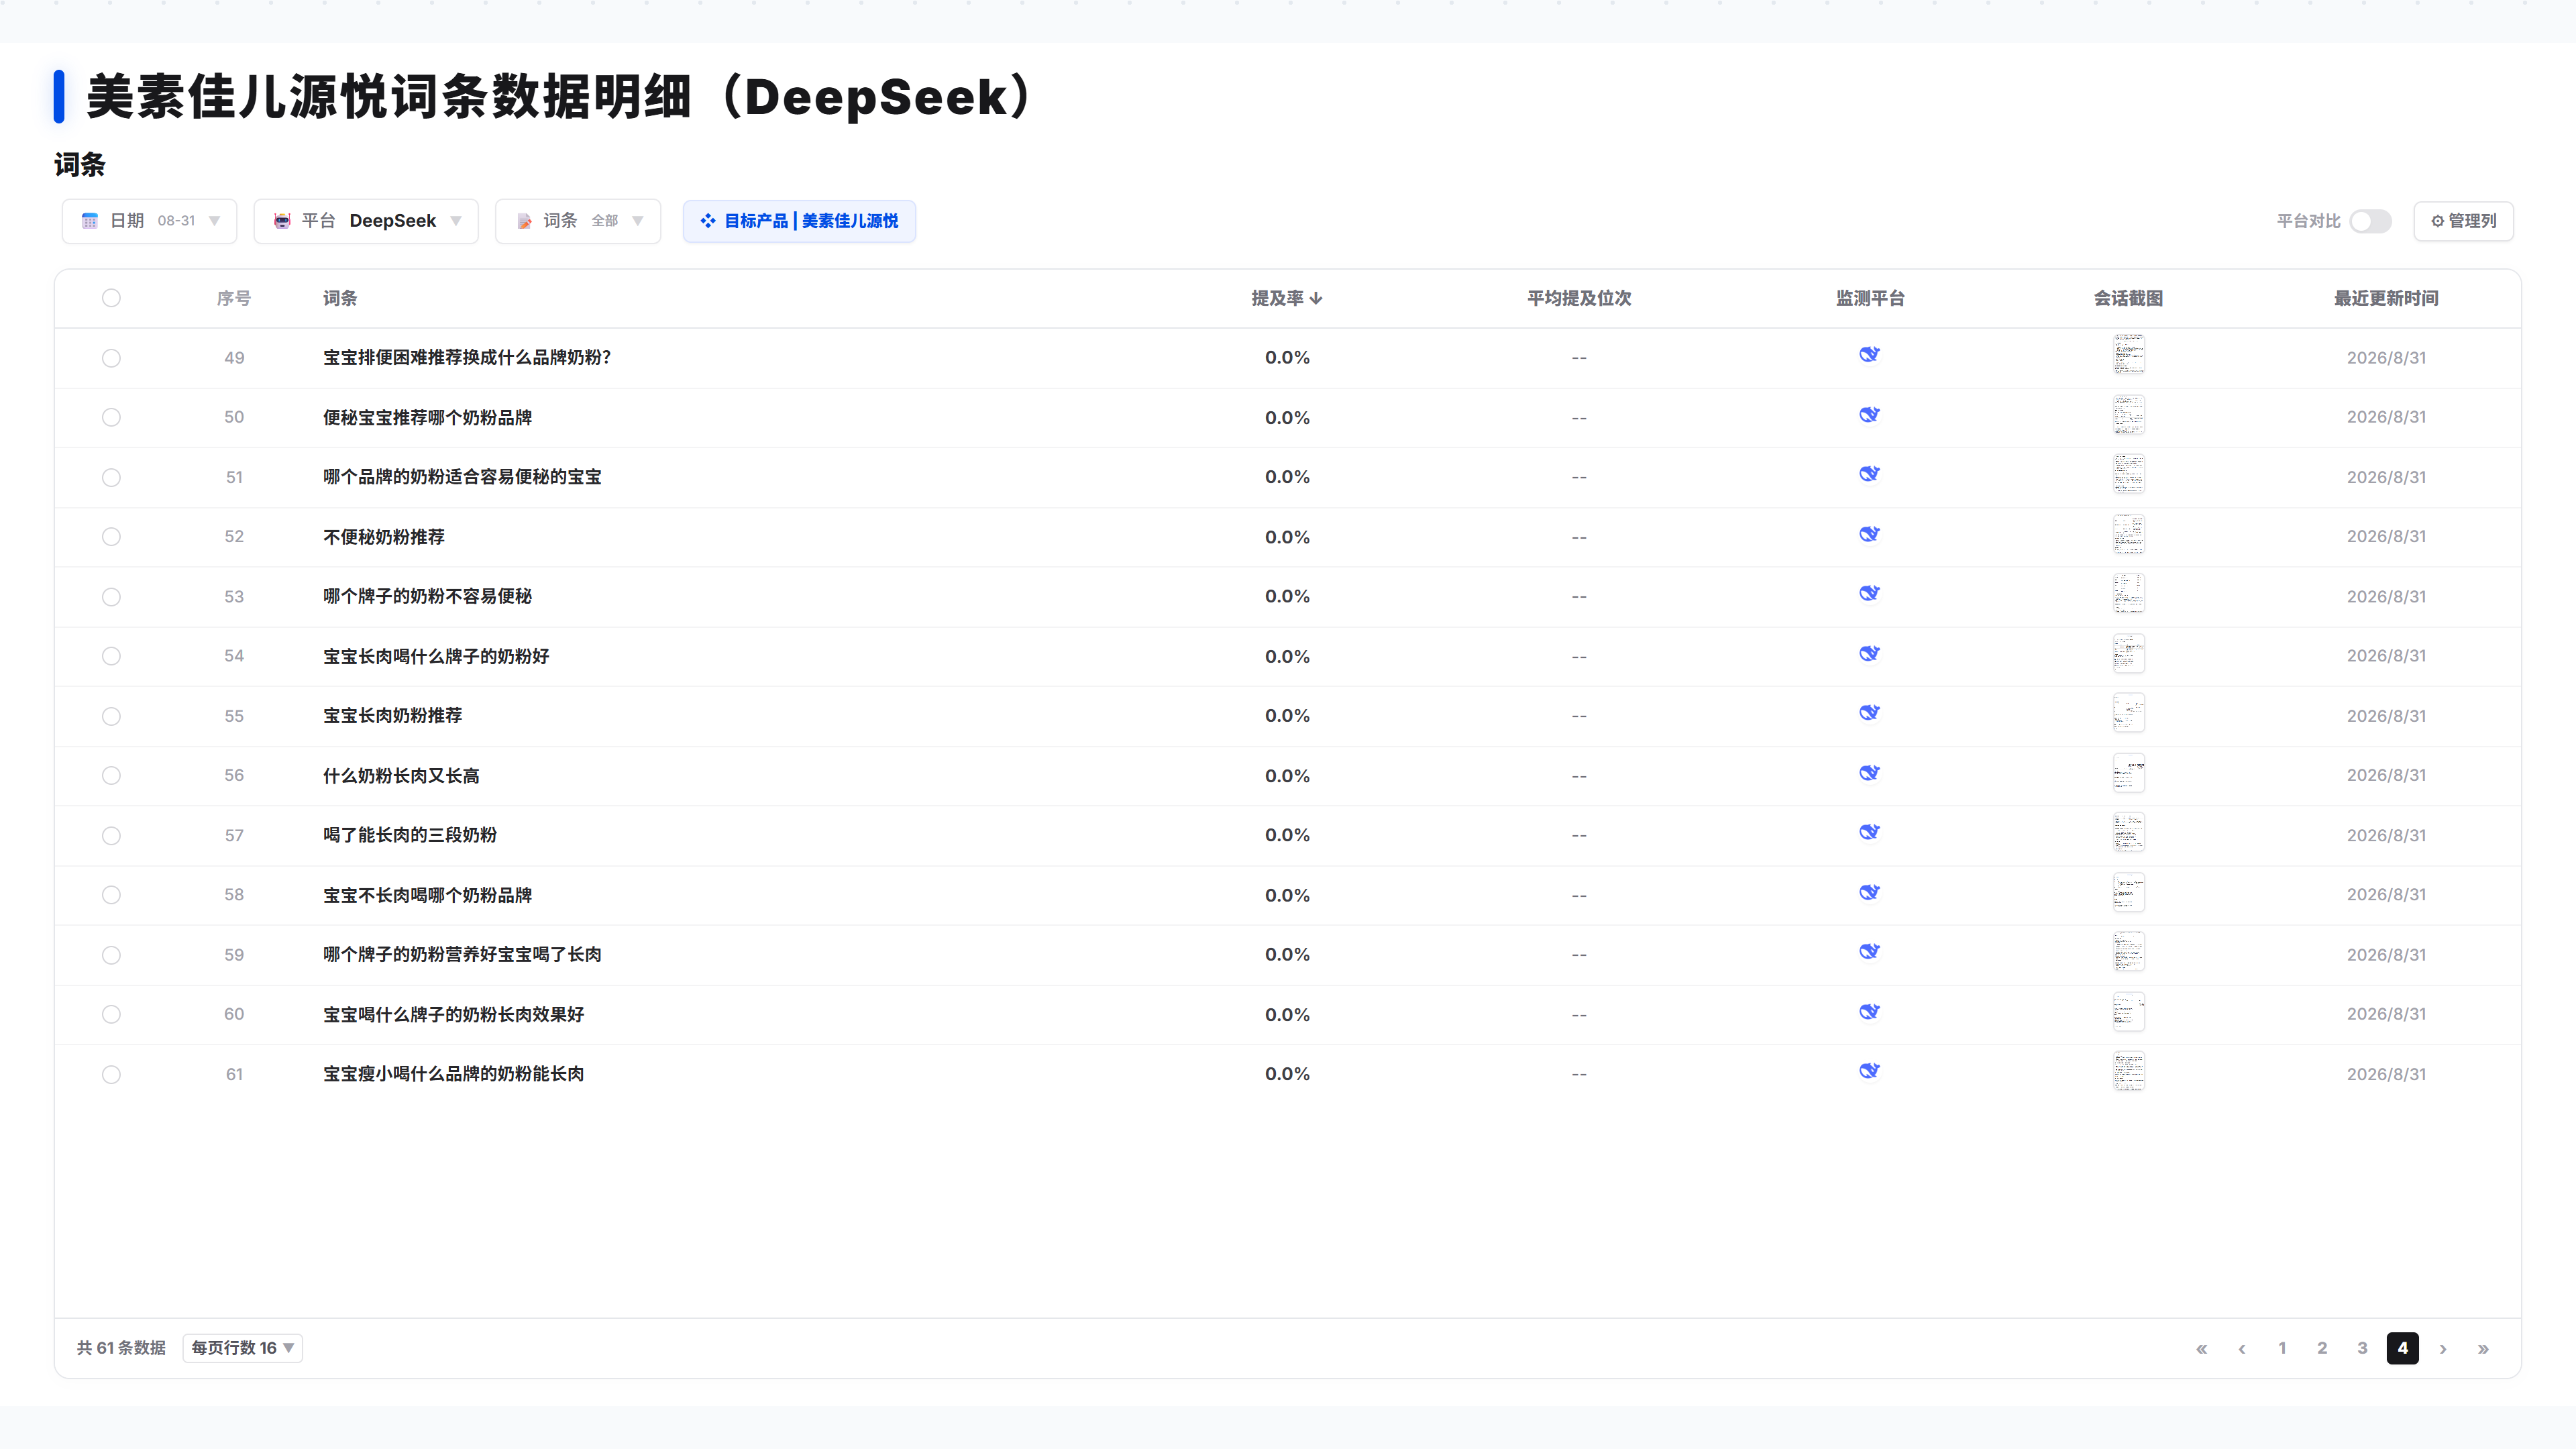 美素佳儿源悦词条数据明细（DeepSeek）
词条
日期 08-31 ▼ 平台 DeepSeek ▼ 词条 全部 ▼ 目标产品 | 美素佳儿源悦 平台对比 管理列
序号 词条 提及率 ↓ 平均提及位次 监测平台 会话截图 最近更新时间
49 宝宝排便困难推荐换成什么品牌奶粉? 0.0% -- 2026/8/31
50 便秘宝宝推荐哪个奶粉品牌 0.0% -- 2026/8/31
51 哪个品牌的奶粉适合容易便秘的宝宝 0.0% -- 2026/8/31
52 不便秘奶粉推荐 0.0% -- 2026/8/31
53 哪个牌子的奶粉不容易便秘 0.0% -- 2026/8/31
54 宝宝长肉喝什么牌子的奶粉好 0.0% -- 2026/8/31
55 宝宝长肉奶粉推荐 0.0% -- 2026/8/31
56 什么奶粉长肉又长高 0.0% -- 2026/8/31
57 喝了能长肉的三段奶粉 0.0% -- 2026/8/31
58 宝宝不长肉喝哪个奶粉品牌 0.0% -- 2026/8/31
59 哪个牌子的奶粉营养好宝宝喝了长肉 0.0% -- 2026/8/31
60 宝宝喝什么牌子的奶粉长肉效果好 0.0% -- 2026/8/31
61 宝宝瘦小喝什么品牌的奶粉能长肉 0.0% -- 2026/8/31
共 61 条数据 每页行数 16 ▼ « ‹ 1 2 3 4 › »